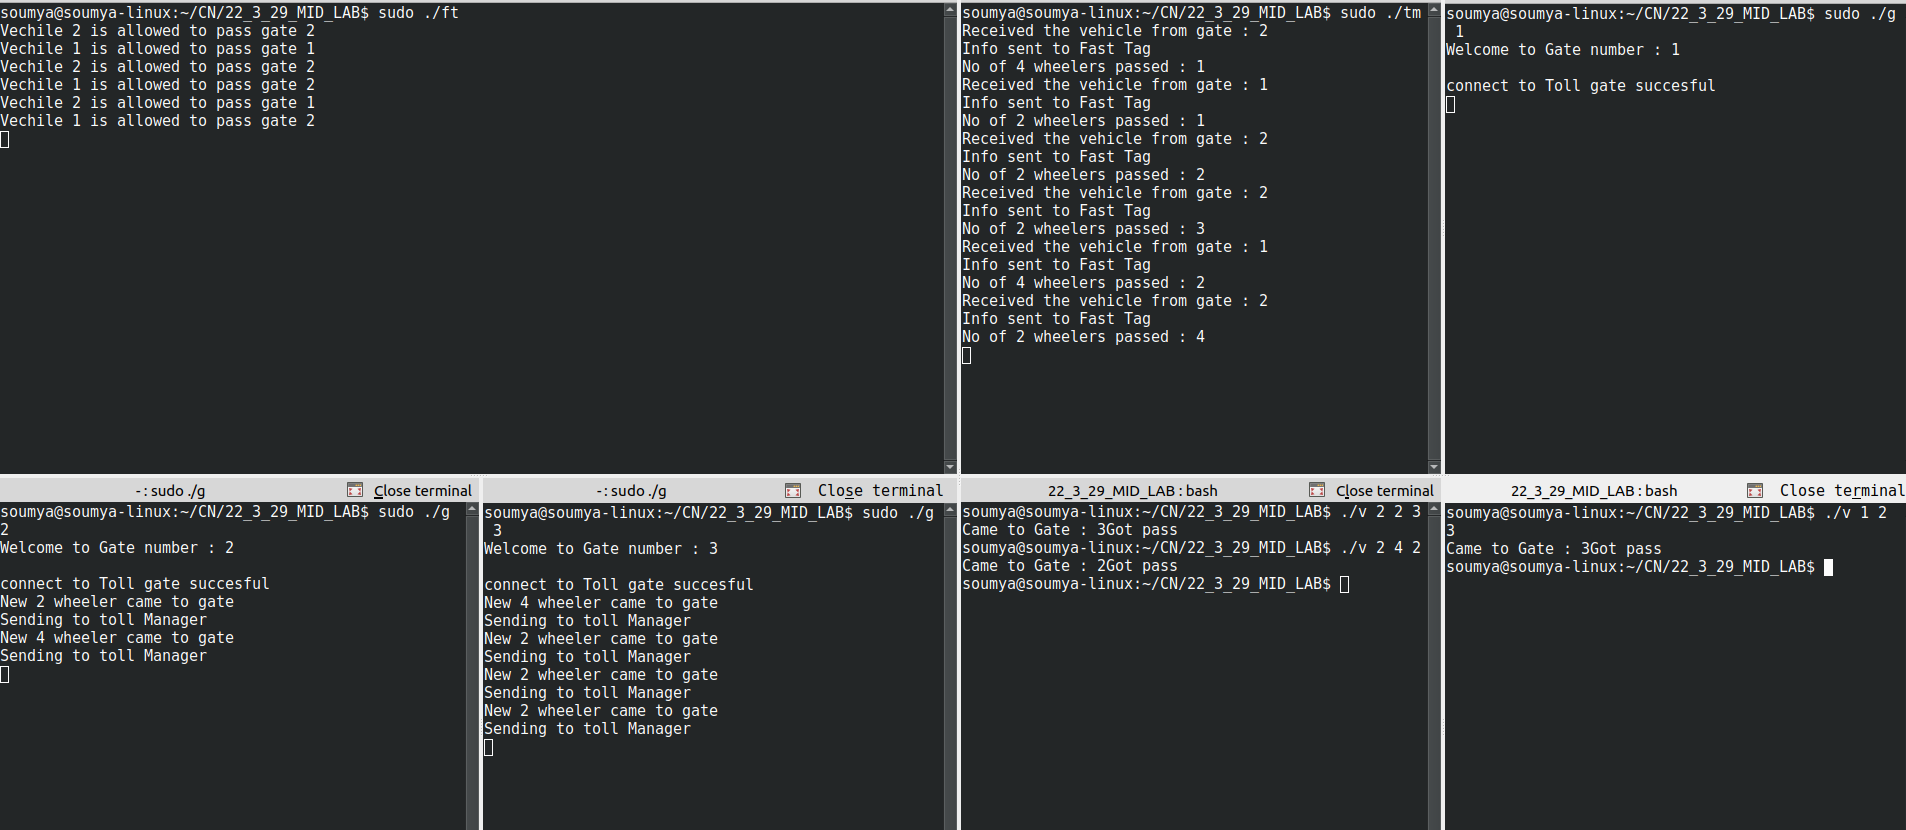 soumya@soumya-linux:~/CN/22_3_29_MID_LAB$ sudo ./ft
Vechile 2 is allowed to pass gate 2
Vechile 1 is allowed to pass gate 1
Vechile 2 is allowed to pass gate 2
Vechile 1 is allowed to pass gate 2
Vechile 2 is allowed to pass gate 1
Vechile 1 is allowed to pass gate 2
soumya@soumya-linux:~/CN/22_3_29_MID_LAB$ sudo ./tm
Received the vehicle from gate : 2
Info sent to Fast Tag
No of 4 wheelers passed : 1
Received the vehicle from gate : 1
Info sent to Fast Tag
No of 2 wheelers passed : 1
Received the vehicle from gate : 2
Info sent to Fast Tag
No of 2 wheelers passed : 2
Received the vehicle from gate : 2
Info sent to Fast Tag
No of 2 wheelers passed : 3
Received the vehicle from gate : 1
Info sent to Fast Tag
No of 4 wheelers passed : 2
Received the vehicle from gate : 2
Info sent to Fast Tag
No of 2 wheelers passed : 4
soumya@soumya-linux:~/CN/22_3_29_MID_LAB$ sudo ./g
1
Welcome to Gate number : 1
connect to Toll gate succesful
- : sudo ./g
Close terminal
soumya@soumya-linux:~/CN/22_3_29_MID_LAB$ sudo ./g
2
Welcome to Gate number : 2
connect to Toll gate succesful
New 2 wheeler came to gate
Sending to toll Manager
New 4 wheeler came to gate
Sending to toll Manager
- : sudo ./g
Close terminal
soumya@soumya-linux:~/CN/22_3_29_MID_LAB$ sudo ./g
3
Welcome to Gate number : 3
connect to Toll gate succesful
New 4 wheeler came to gate
Sending to toll Manager
New 2 wheeler came to gate
Sending to toll Manager
New 2 wheeler came to gate
Sending to toll Manager
New 2 wheeler came to gate
Sending to toll Manager
22_3_29_MID_LAB : bash
Close terminal
soumya@soumya-linux:~/CN/22_3_29_MID_LAB$ ./v 2 2 3
Came to Gate : 3Got pass
soumya@soumya-linux:~/CN/22_3_29_MID_LAB$ ./v 2 4 2
Came to Gate : 2Got pass
soumya@soumya-linux:~/CN/22_3_29_MID_LAB$
22_3_29_MID_LAB : bash
Close terminal
soumya@soumya-linux:~/CN/22_3_29_MID_LAB$ ./v 1 2
3
Came to Gate : 3Got pass
soumya@soumya-linux:~/CN/22_3_29_MID_LAB$